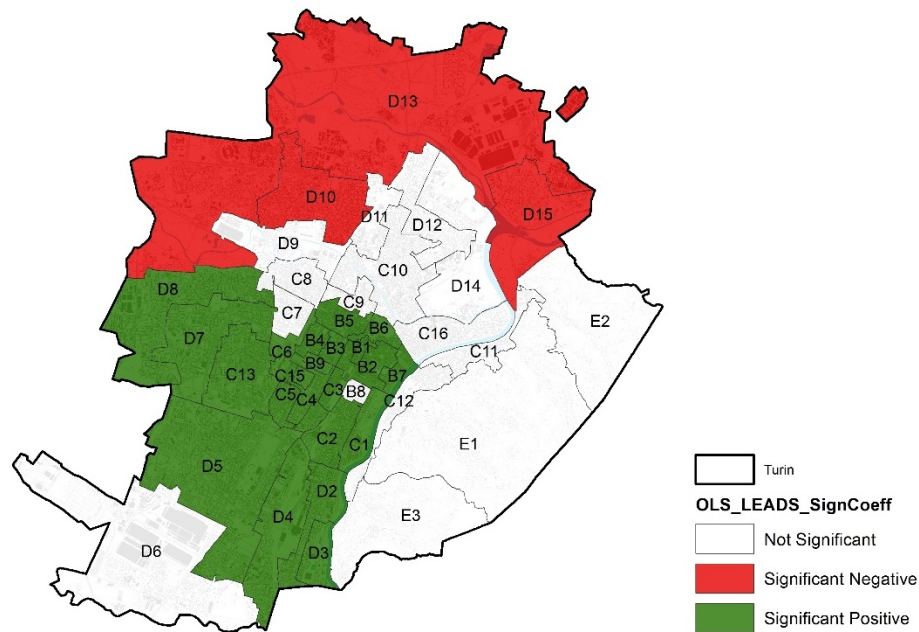 D13
D10
D15
D11
D12
D9
C10
C8
D14
D8
C9
E2
C7
B5
B6
C16
D7
B4
B3
B1
C11
C6
B9
B2
C13
C15
B7
C3
B8
C5
C4
C12
C2
C1
E1
D5
D2
E3
D4
D6
D3
Turin
OLS_LEADS_SignCoeff
Not Significant
Significant Negative
Significant Positive